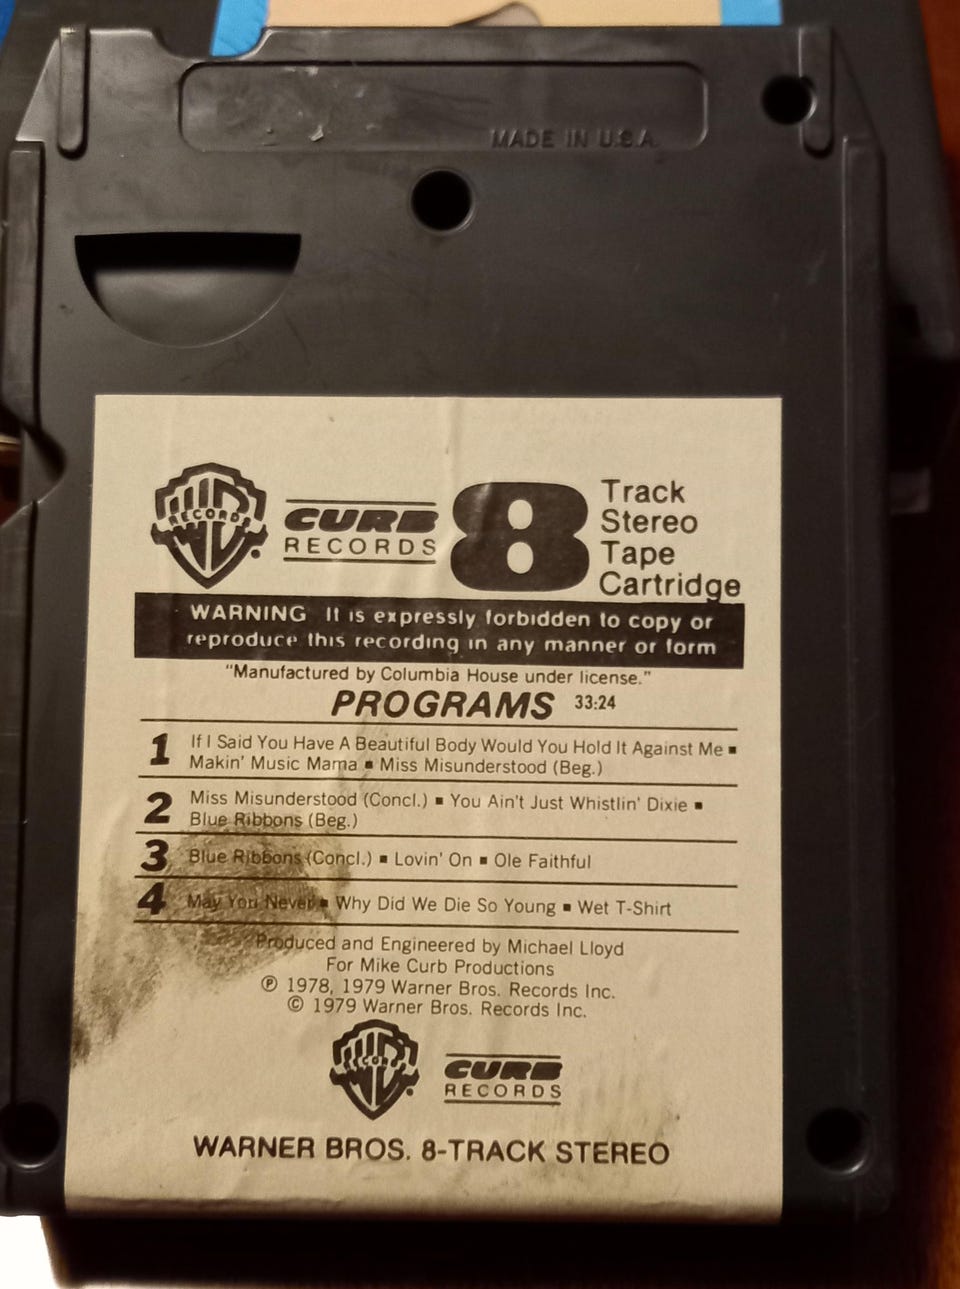 MADE IN U.S.A.
RECORDS
CURB
RECORDS
8
Track
Stereo
Tape
Cartridge
WARNING It is expressly forbidden to copy or
reproduce this recording in any manner or form
"Manufactured by Columbia House under license."
PROGRAMS 33:24
1 If I Said You Have A Beautiful Body Would You Hold It Against Me ▪
Makin' Music Mama ▪ Miss Misunderstood (Beg.)
2 Miss Misunderstood (Concl.) ▪ You Ain't Just Whistlin' Dixie ▪
Blue Ribbons (Beg.)
3 Blue Ribbons (Concl.) ▪ Lovin' On ▪ Ole Faithful
4 May You Never ▪ Why Did We Die So Young ▪ Wet T-Shirt
Produced and Engineered by Michael Lloyd
For Mike Curb Productions
℗ 1978, 1979 Warner Bros. Records Inc.
© 1979 Warner Bros. Records Inc.
RECORDS
CURB
RECORDS
WARNER BROS. 8-TRACK STEREO